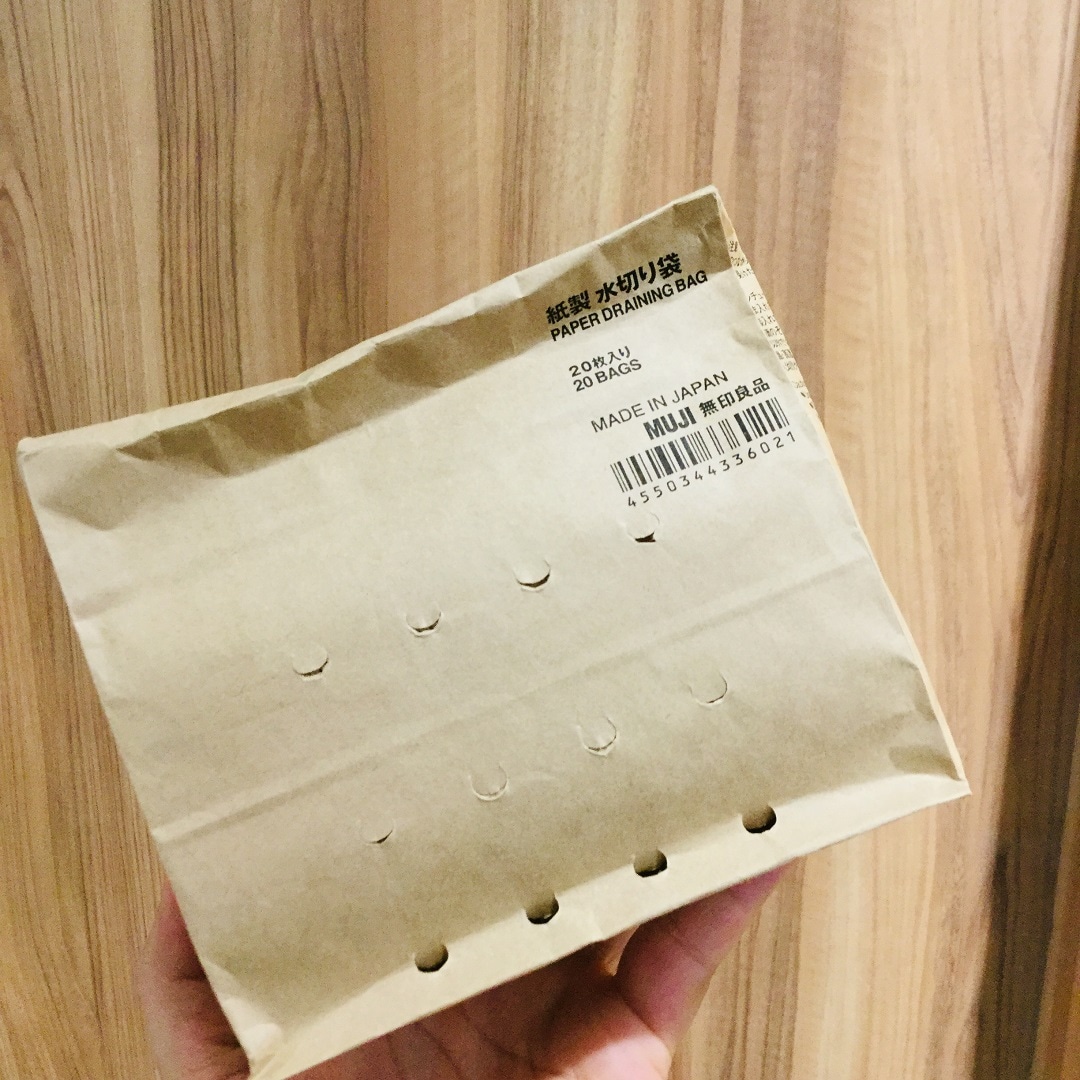 紙製 水切り袋
PAPER DRAINING BAG
20枚入り
20 BAGS
MADE IN JAPAN
MUJI 無印良品
4550344336021